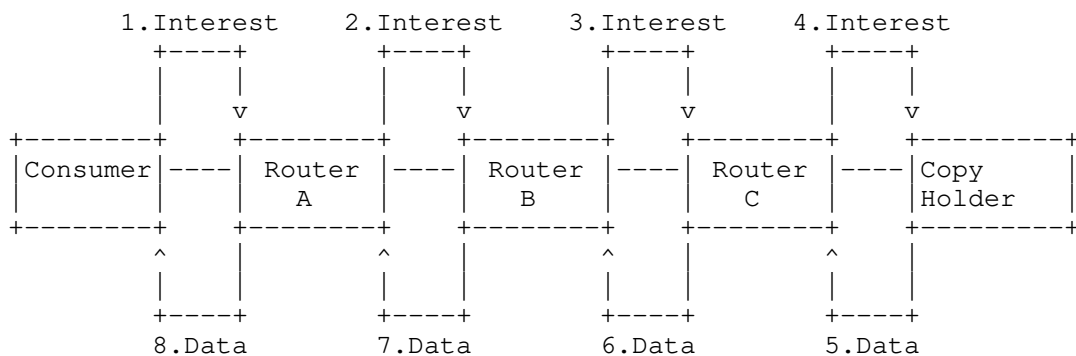 1.Interest 2.Interest 3.Interest 4.Interest
Consumer Router Router Router Copy
A B C Holder
8.Data 7.Data 6.Data 5.Data